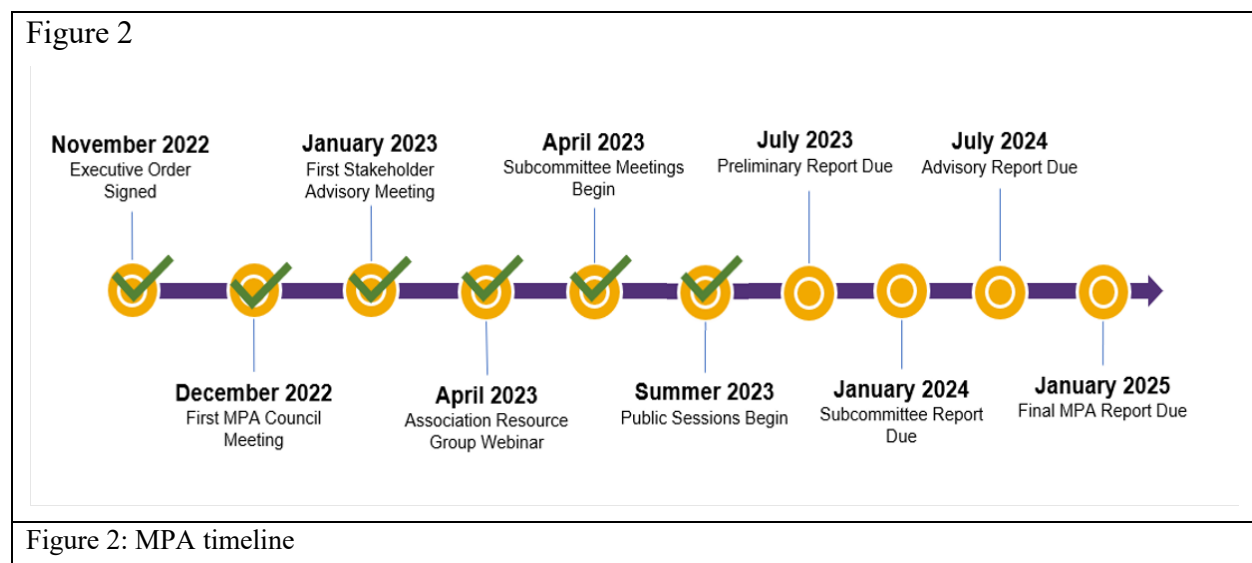 Figure 2
November 2022
Executive Order
Signed
January 2023
First Stakeholder
Advisory Meeting
April 2023
Subcommittee Meetings
Begin
July 2023
Preliminary Report Due
July 2024
Advisory Report Due
December 2022
First MPA Council
Meeting
April 2023
Association Resource
Group Webinar
Summer 2023
Public Sessions Begin
January 2024
Subcommittee Report
Due
January 2025
Final MPA Report Due
Figure 2: MPA timeline